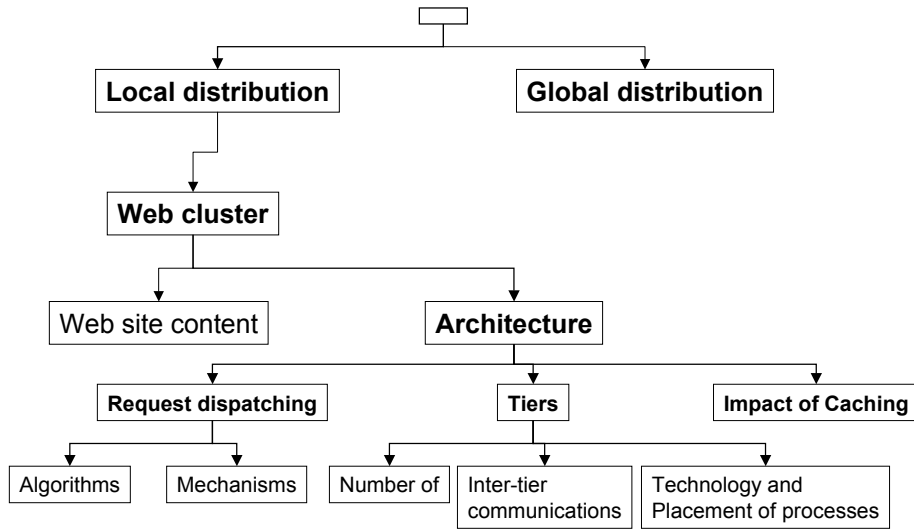 Local distribution
Global distribution
Web cluster
Web site content
Architecture
Request dispatching
Tiers
Impact of Caching
Algorithms
Mechanisms
Number of
Inter-tier
communications
Technology and
Placement of processes